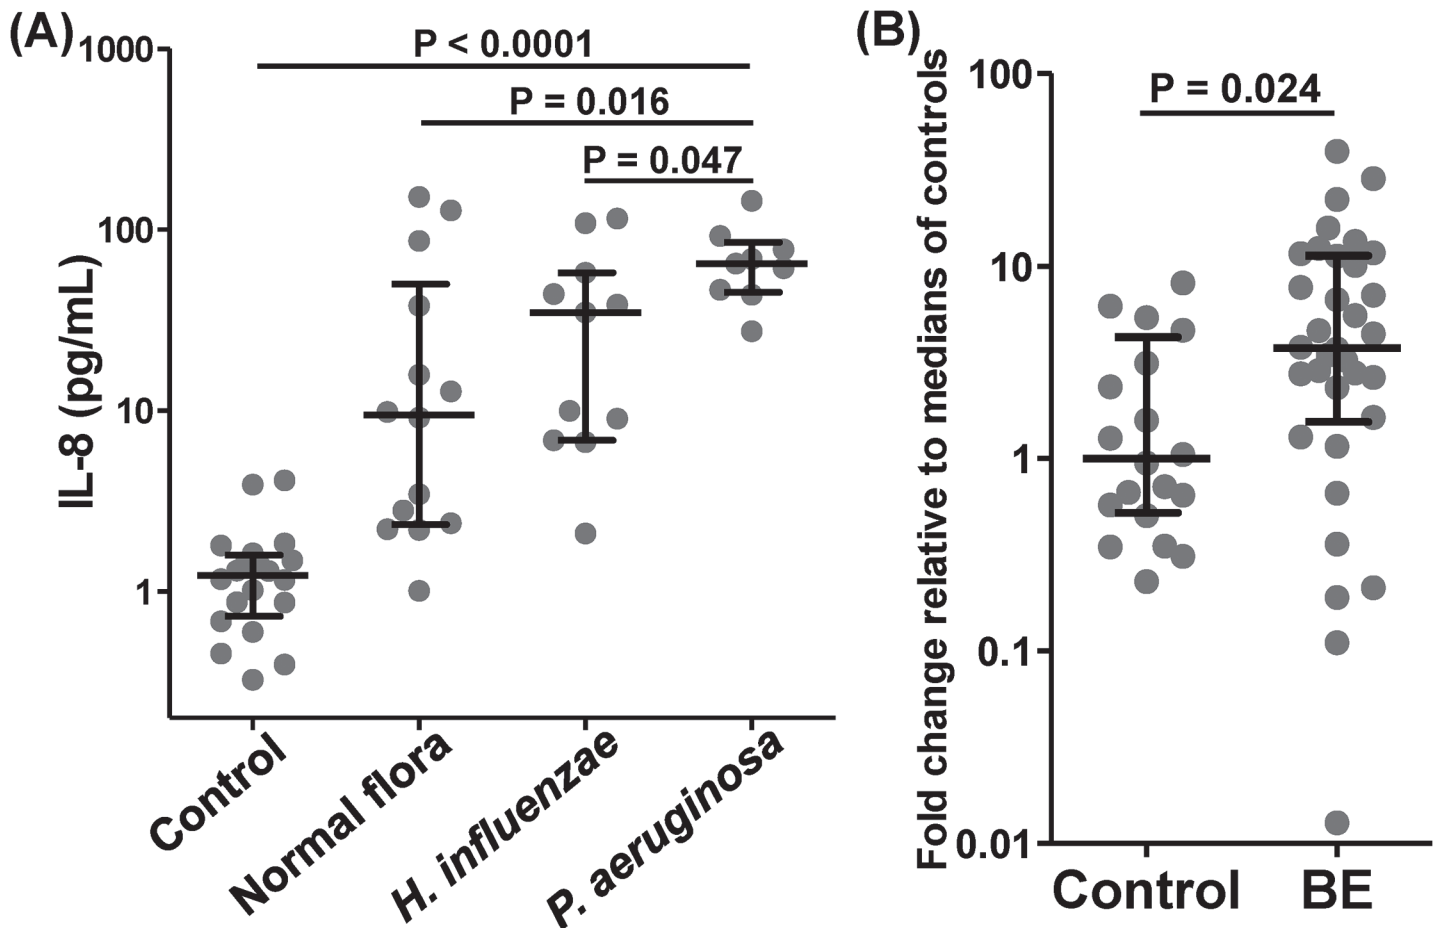 (A)
1000
100
10
1
IL-8 (pg/mL)
P < 0.0001
P = 0.016
P = 0.047
Control
Normal flora
H. influenzae
P. aeruginosa
(B)
100
10
1
0.1
0.01
Fold change relative to medians of controls
P = 0.024
Control
BE